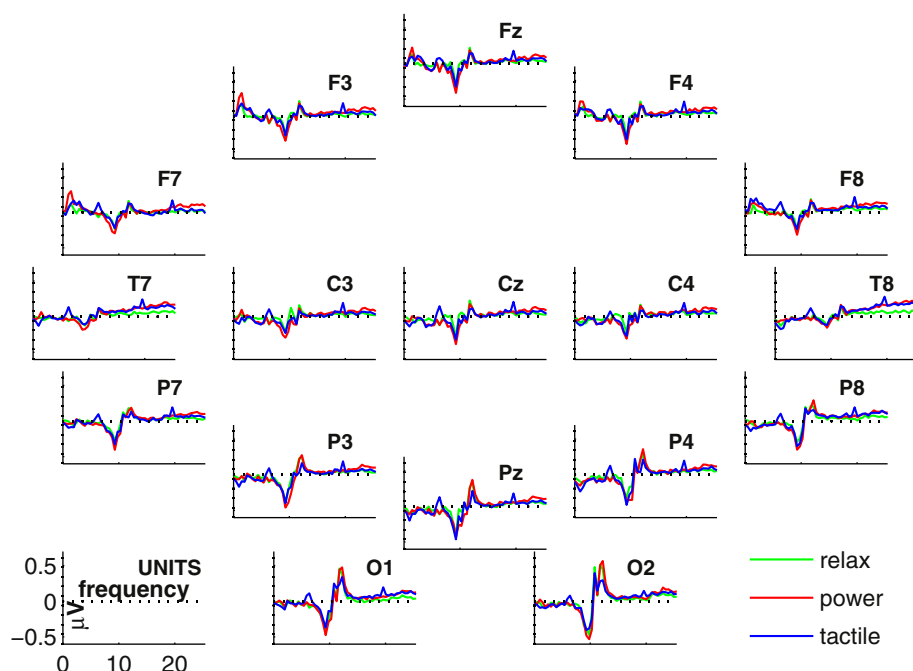 Fz
F3
F4
F7
F8
T7
C3
Cz
C4
T8
P7
P8
P3
P4
Pz
0.5
0
−0.5
μV
UNITS
frequency
0
10
20
O1
O2
relax
power
tactile